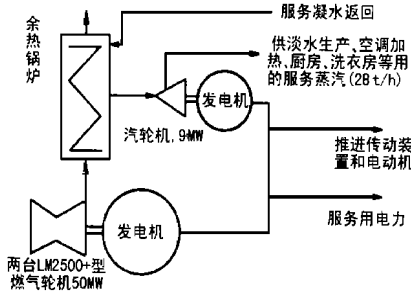 服务凝水返回
余热锅炉
供淡水生产、空调加
热、厨房、洗衣房等用
的服务蒸汽(28t/h)
发电机
汽轮机,9MW
推进传动装
置和电动机
发电机
服务用电力
两台LM2500+型
燃气轮机50MW